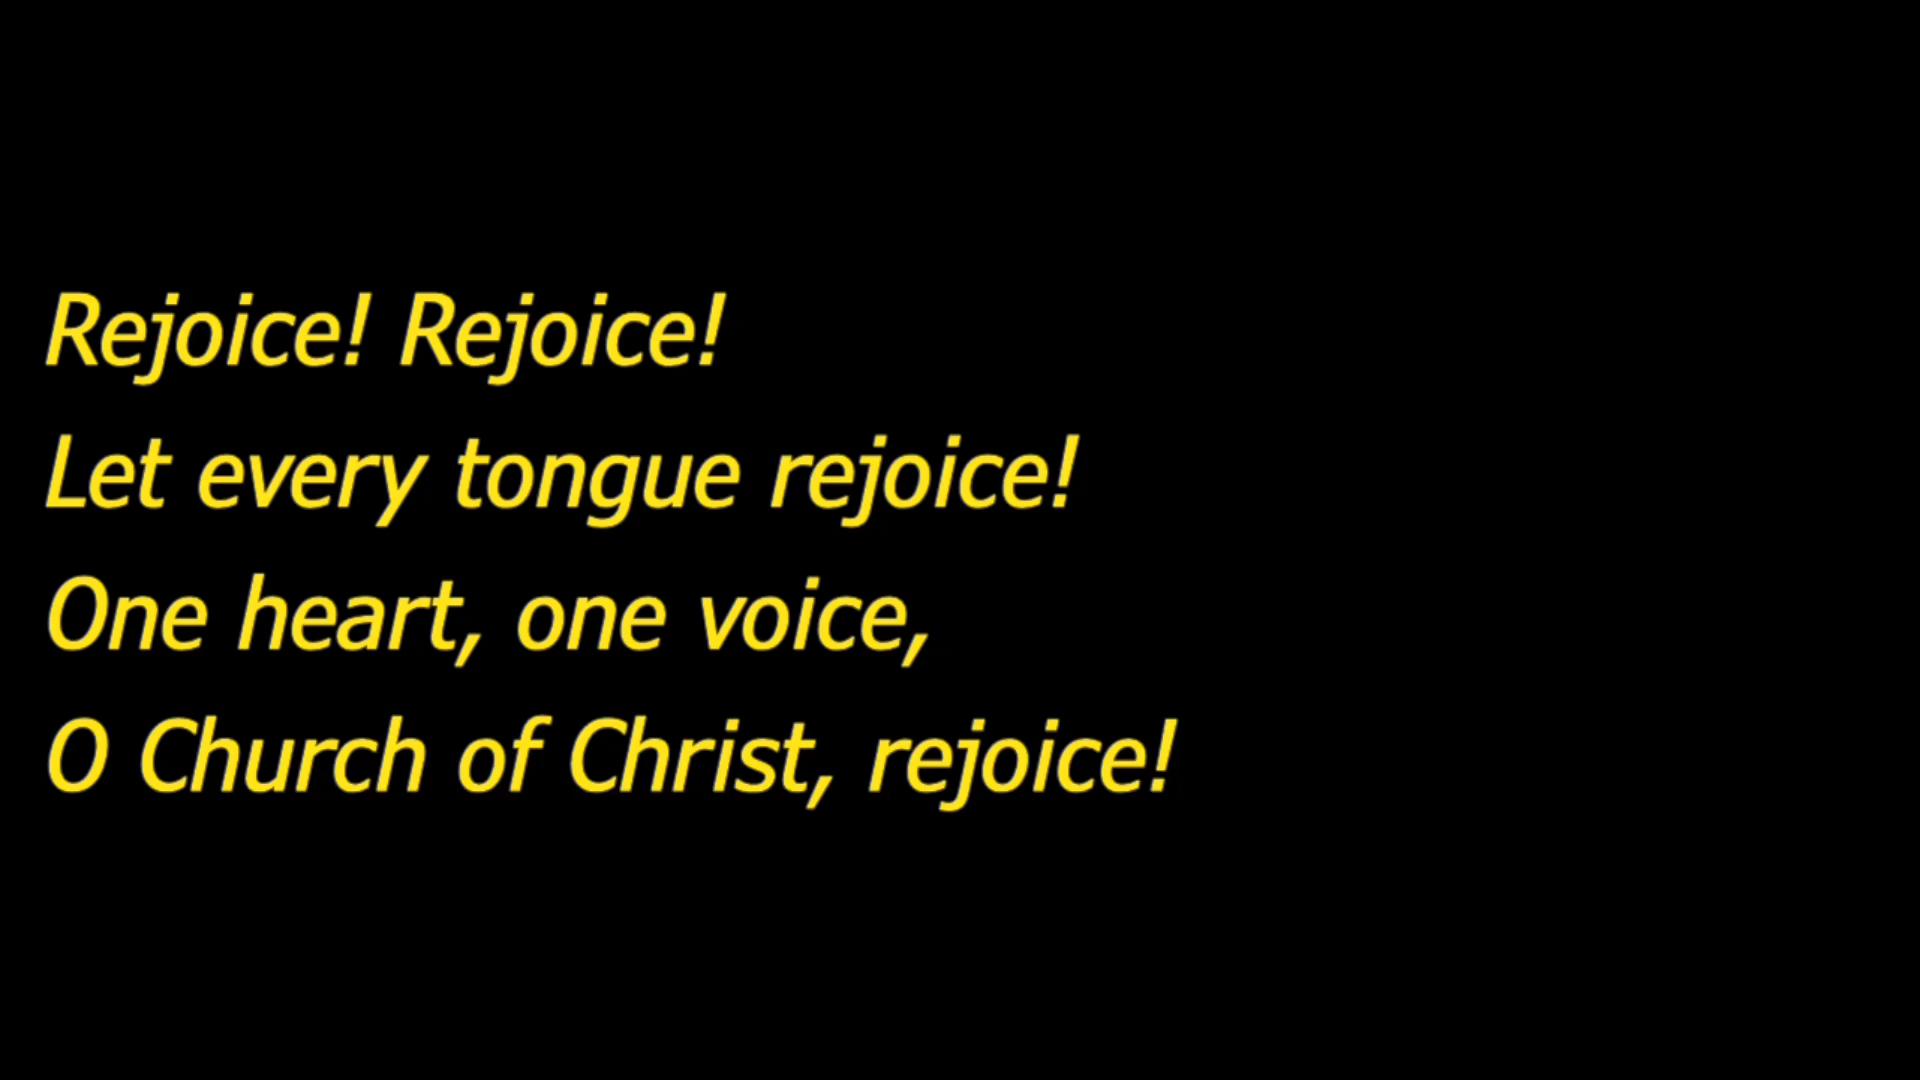 Rejoice! Rejoice!
Let every tongue rejoice!
One heart, one voice,
O Church of Christ, rejoice!